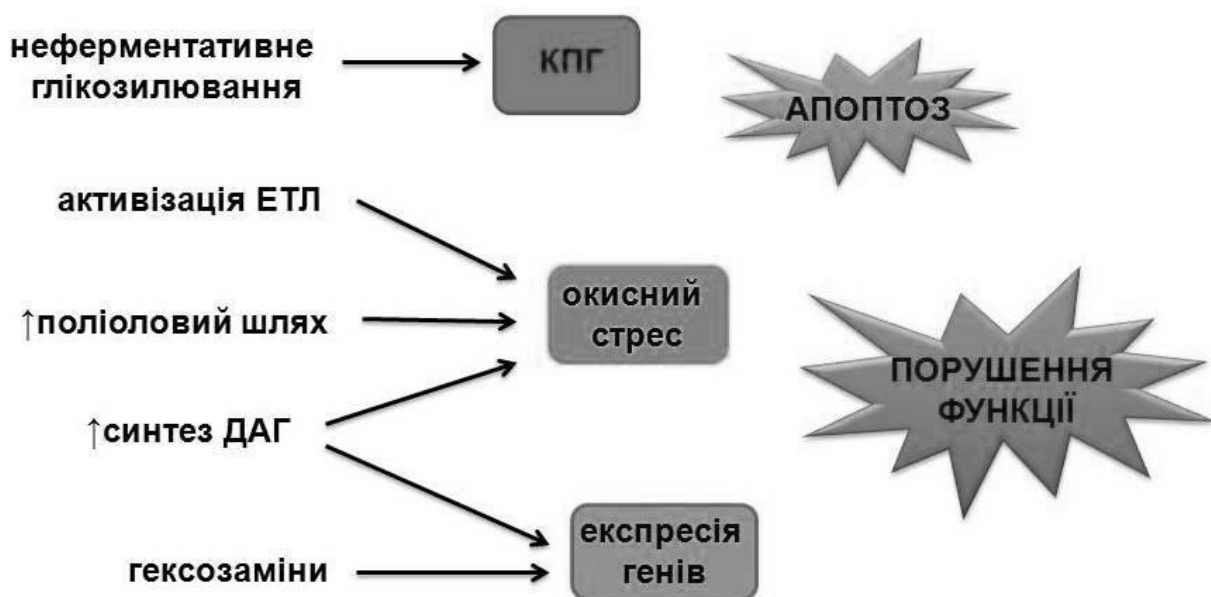 неферментативне
глікозилювання
КПГ
АПОПТОЗ
активізація ЕТЛ
↑поліоловий шлях
окисний
стрес
ПОРУШЕННЯ
ФУНКЦІЇ
↑синтез ДАГ
експресія
генів
гексозаміни